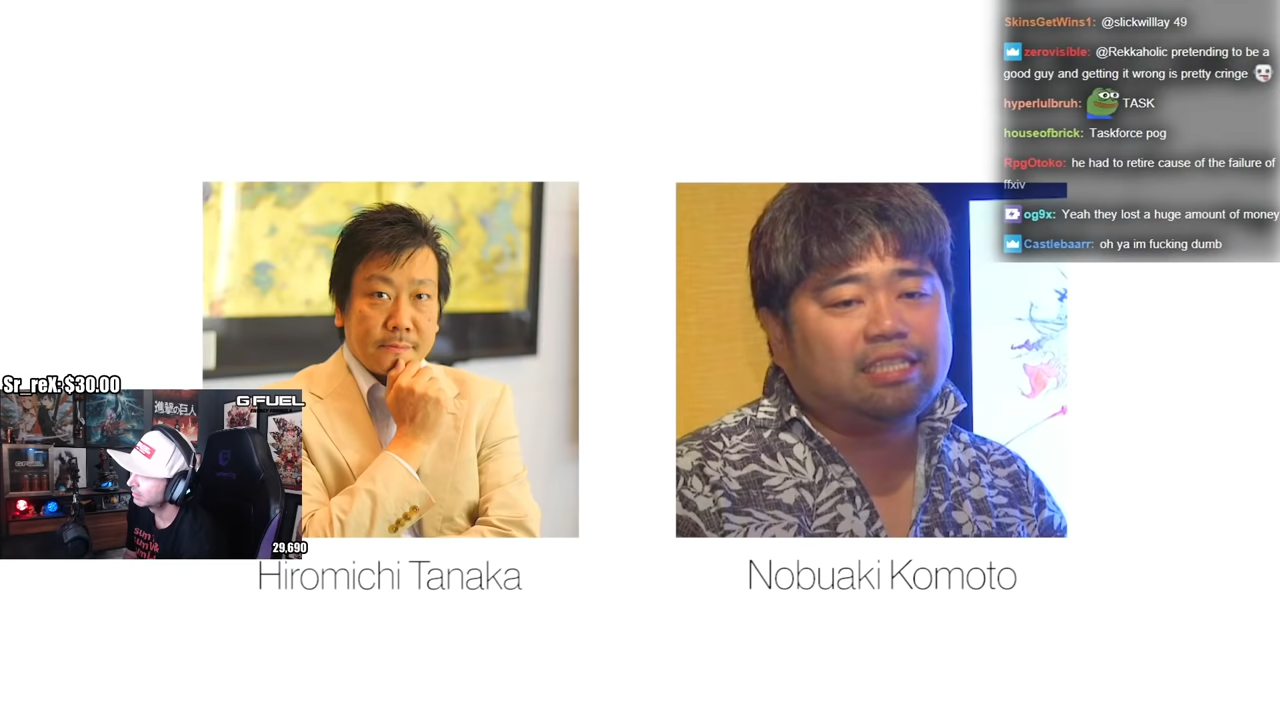 SkinsGetWins1: @slickwilllay 49
zerovisible: @Rekkaholic pretending to be a
good guy and getting it wrong is pretty cringe
hyperlulbruh: TASK
houseofbrick: Taskforce pog
RpgOtoko: he had to retire cause of the failure of
ffxiv
og9x: Yeah they lost a huge amount of money
Castlebaarr: oh ya im fucking dumb
Sr_reX: $30.00
G FUEL
進撃の巨人
29,690
Hiromichi Tanaka
Nobuaki Komoto